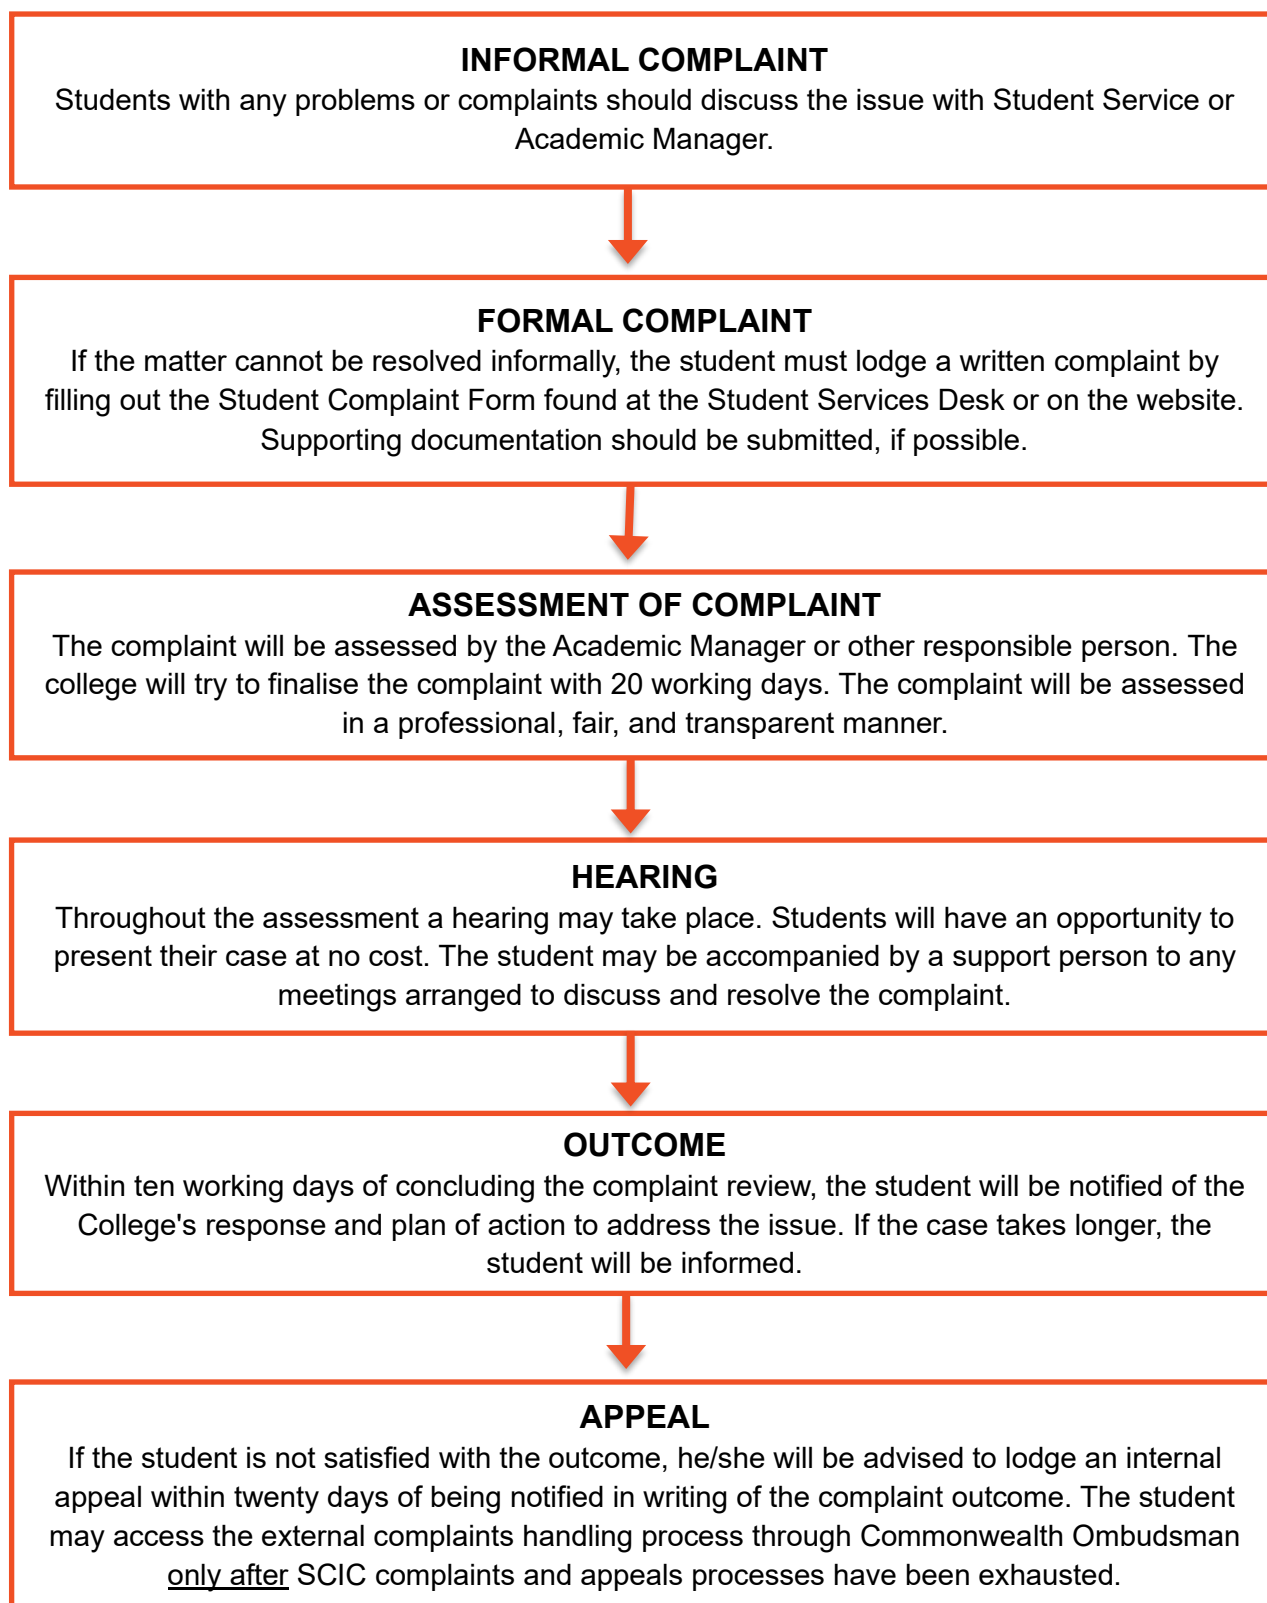 INFORMAL COMPLAINT
Students with any problems or complaints should discuss the issue with Student Service or
Academic Manager.
FORMAL COMPLAINT
If the matter cannot be resolved informally, the student must lodge a written complaint by
filling out the Student Complaint Form found at the Student Services Desk or on the website.
Supporting documentation should be submitted, if possible.
ASSESSMENT OF COMPLAINT
The complaint will be assessed by the Academic Manager or other responsible person. The
college will try to finalise the complaint with 20 working days. The complaint will be assessed
in a professional, fair, and transparent manner.
HEARING
Throughout the assessment a hearing may take place. Students will have an opportunity to
present their case at no cost. The student may be accompanied by a support person to any
meetings arranged to discuss and resolve the complaint.
OUTCOME
Within ten working days of concluding the complaint review, the student will be notified of the
College's response and plan of action to address the issue. If the case takes longer, the
student will be informed.
APPEAL
If the student is not satisfied with the outcome, he/she will be advised to lodge an internal
appeal within twenty days of being notified in writing of the complaint outcome. The student
may access the external complaints handling process through Commonwealth Ombudsman
only after SCIC complaints and appeals processes have been exhausted.